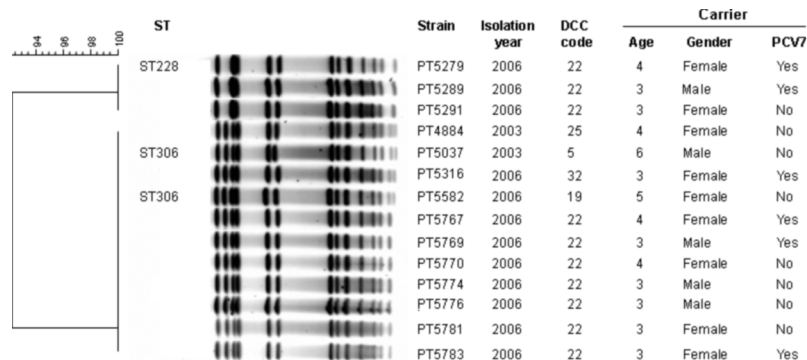 Carrier
ST Strain Isolation year DCC code Age Gender PCV7
94 96 98 100
ST228 PT5279 2006 22 4 Female Yes
PT5289 2006 22 3 Male Yes
PT5291 2006 22 3 Female No
PT4884 2003 25 4 Female No
ST306 PT5037 2003 5 6 Male No
PT5316 2006 32 3 Female Yes
ST306 PT5582 2006 19 5 Female No
PT5767 2006 22 4 Female Yes
PT5769 2006 22 3 Male Yes
PT5770 2006 22 4 Female No
PT5774 2006 22 3 Male No
PT5776 2006 22 3 Male No
PT5781 2006 22 3 Female No
PT5783 2006 22 3 Female Yes